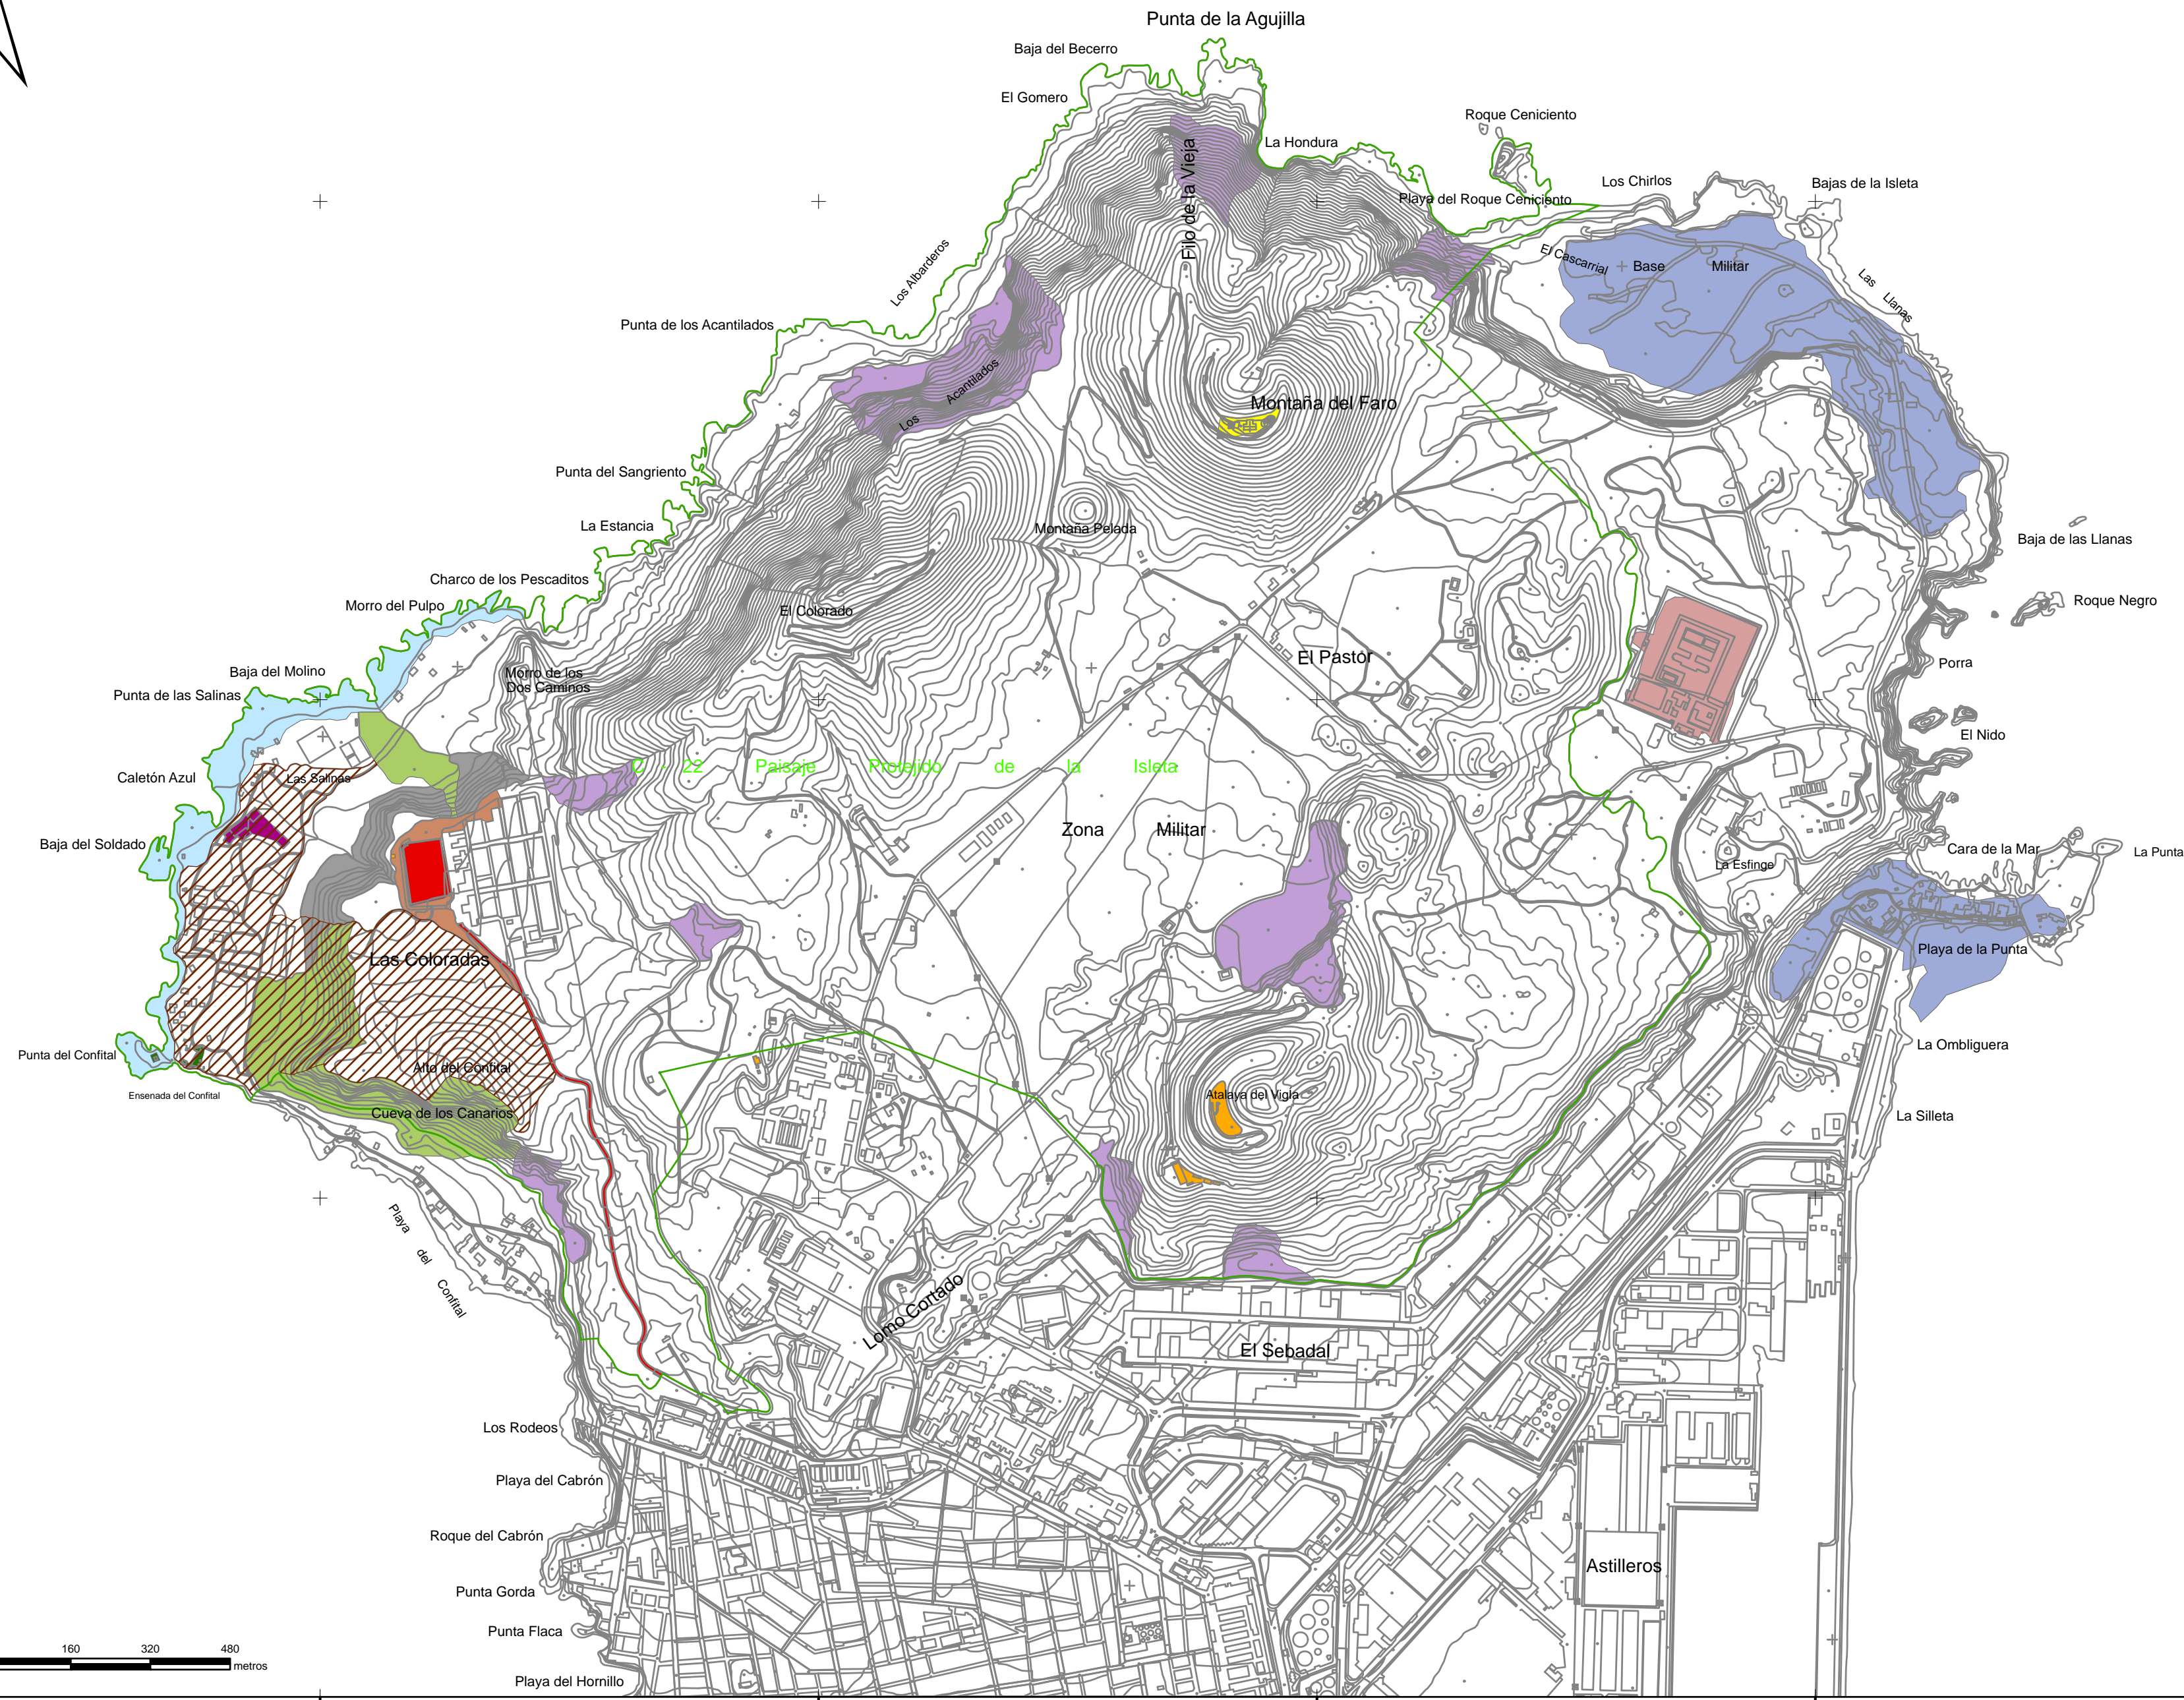 Punta de la Agujilla
Baja del Becerro
El Gomero
Roque Ceniciento
La Hondura
Filo de la Vieja
Los Chirlos
Bajas de la Isleta
Playa del Roque Ceniciento
El Cascarrial
Base Militar
Las Llanas
Los Albarderos
Punta de los Acantilados
Los Acantilados
Montaña del Faro
Punta del Sangriento
La Estancia
Montaña Pelada
Baja de las Llanas
Charco de los Pescaditos
Morro del Pulpo
El Colorado
Roque Negro
El Pastor
Porra
Baja del Molino
Morro de los
Dos Caminos
Punta de las Salinas
El Nido
C - 22 Paisaje Protejido de la Isleta
Caletón Azul
Las Salinas
Zona Militar
Baja del Soldado
Cara de la Mar
La Punta
La Esfinge
Las Coloradas
Playa de la Punta
Punta del Confital
La Ombliguera
Alto del Confital
Atalaya del Vigía
Ensenada del Confital
Cueva de los Canarios
La Silleta
Playa del Confital
Lomo Cortado
El Sebadal
Los Rodeos
Playa del Cabrón
Roque del Cabrón
Astilleros
Punta Gorda
Punta Flaca
160 320 480
metros
Playa del Hornillo